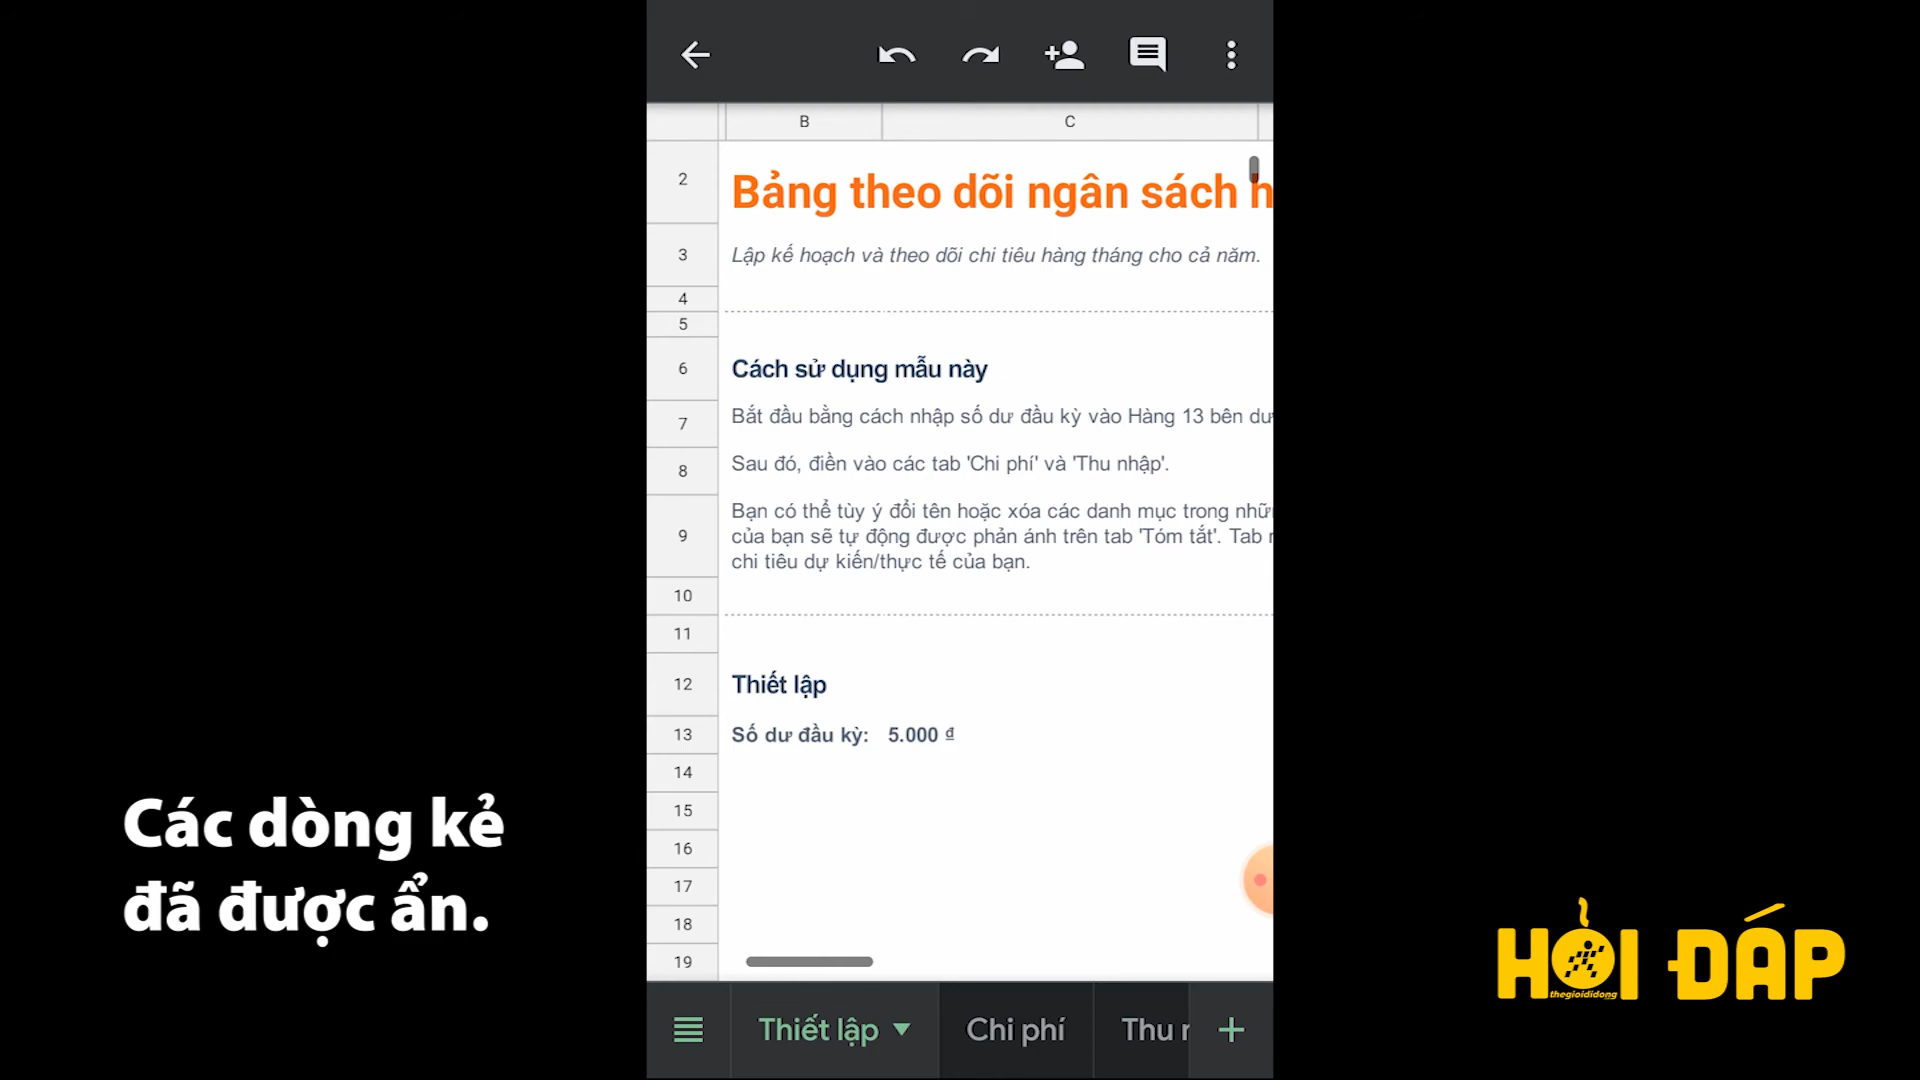 B
C
2
Bảng theo dõi ngân sách h
3
Lập kế hoạch và theo dõi chi tiêu hàng tháng cho cả năm.
4
5
6
Cách sử dụng mẫu này
7
Bắt đầu bằng cách nhập số dư đầu kỳ vào Hàng 13 bên dư
8
Sau đó, điền vào các tab 'Chi phí' và 'Thu nhập'.
9
Bạn có thể tùy ý đổi tên hoặc xóa các danh mục trong nhữ
của bạn sẽ tự động được phản ánh trên tab 'Tóm tắt'. Tab
chi tiêu dự kiến/thực tế của bạn.
10
11
12
Thiết lập
13
Số dư đầu kỳ: 5.000 ₫
14
15
16
17
18
19
Thiết lập
Chi phí
Thu
Các dòng kẻ
đã được ẩn.
HỎI ĐÁP
thegioididong